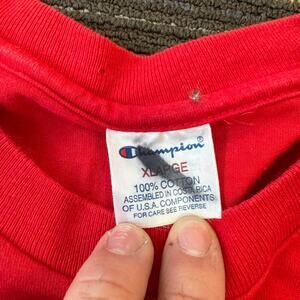 Champion®
XLARGE
100% COTTON
ASSEMBLED IN COSTA RICA
OF U.S.A. COMPONENTS
FOR CARE SEE REVERSE